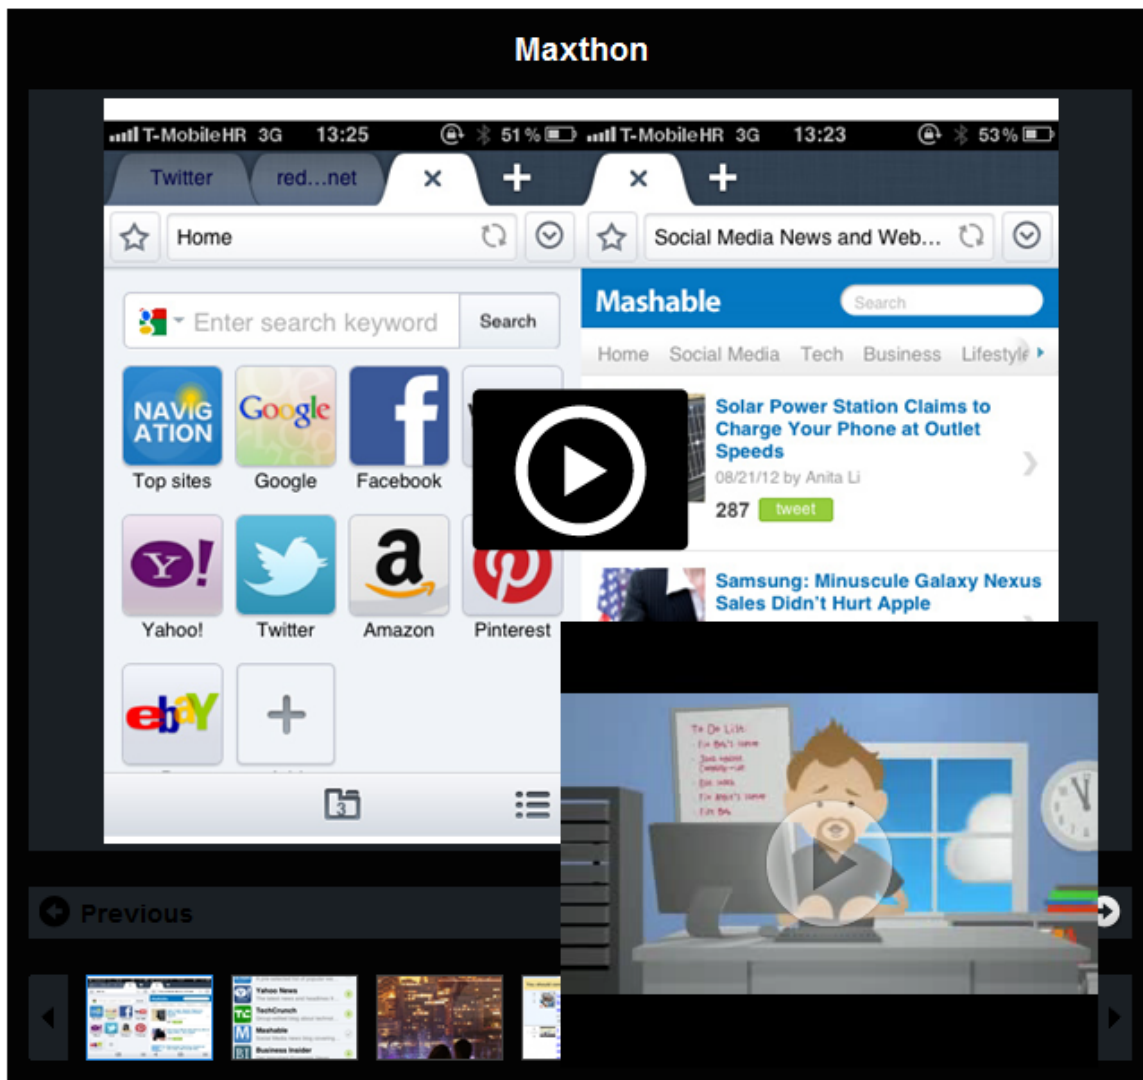 Maxthon
T-MobileHR 3G 13:25 51%
Twitter red...net
Home
Enter search keyword Search
NAVIG
ATION
Google
f
Top sites Google Facebook
Y!
a
Yahoo! Twitter Amazon Pinterest
ebaY
3
T-MobileHR 3G 13:23 53%
Social Media News and Web...
Mashable Search
Home Social Media Tech Business Lifestyle
Solar Power Station Claims to
Charge Your Phone at Outlet
Speeds
08/21/12 by Anita Li
287 tweet
Samsung: Minuscule Galaxy Nexus
Sales Didn't Hurt Apple
To Do List:
Previous
Yahoo News
TechCrunch
Mashable
Business Insider